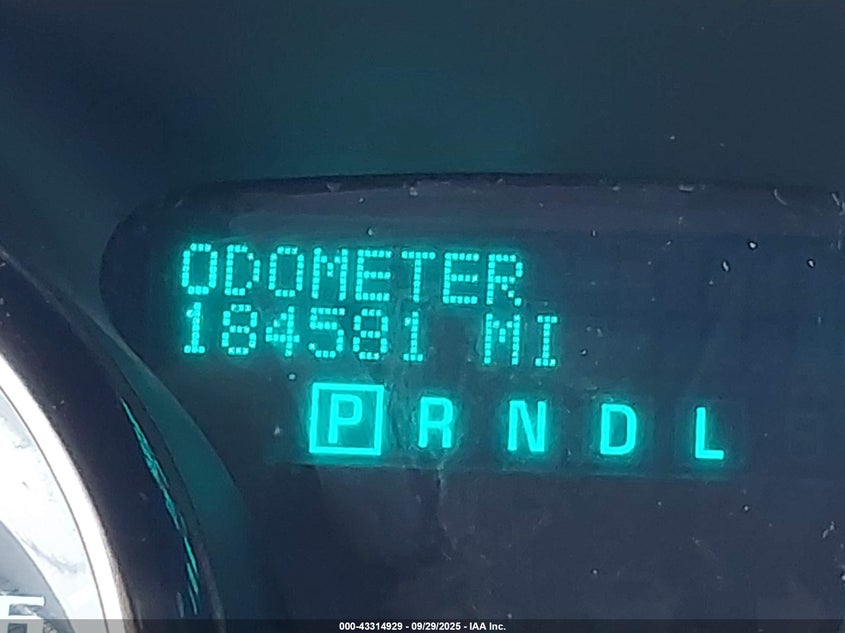 ODOMETER
184581 MI
P R N D L
000-43314929 - 09/29/2025 - IAA Inc.